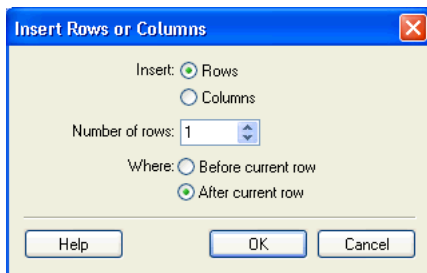 Insert Rows or Columns
Insert: Rows
Columns
Number of rows: 1
Where: Before current row
After current row
Help OK Cancel